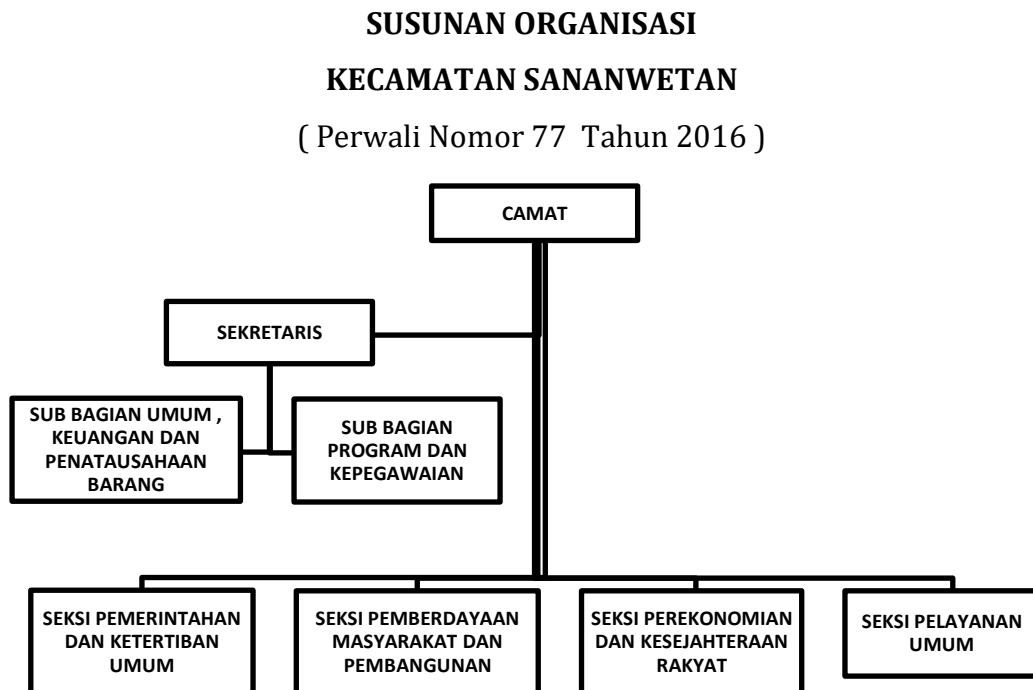 SUSUNAN ORGANISASI
KECAMATAN SANANWETAN
( Perwali Nomor 77 Tahun 2016 )
CAMAT
SEKRETARIS
SUB BAGIAN UMUM ,
KEUANGAN DAN
PENATAUSAHAAN
BARANG
SUB BAGIAN
PROGRAM DAN
KEPEGAWAIAN
SEKSI PEMERINTAHAN
DAN KETERTIBAN
UMUM
SEKSI PEMBERDAYAAN
MASYARAKAT DAN
PEMBANGUNAN
SEKSI PEREKONOMIAN
DAN KESEJAHTERAAN
RAKYAT
SEKSI PELAYANAN
UMUM